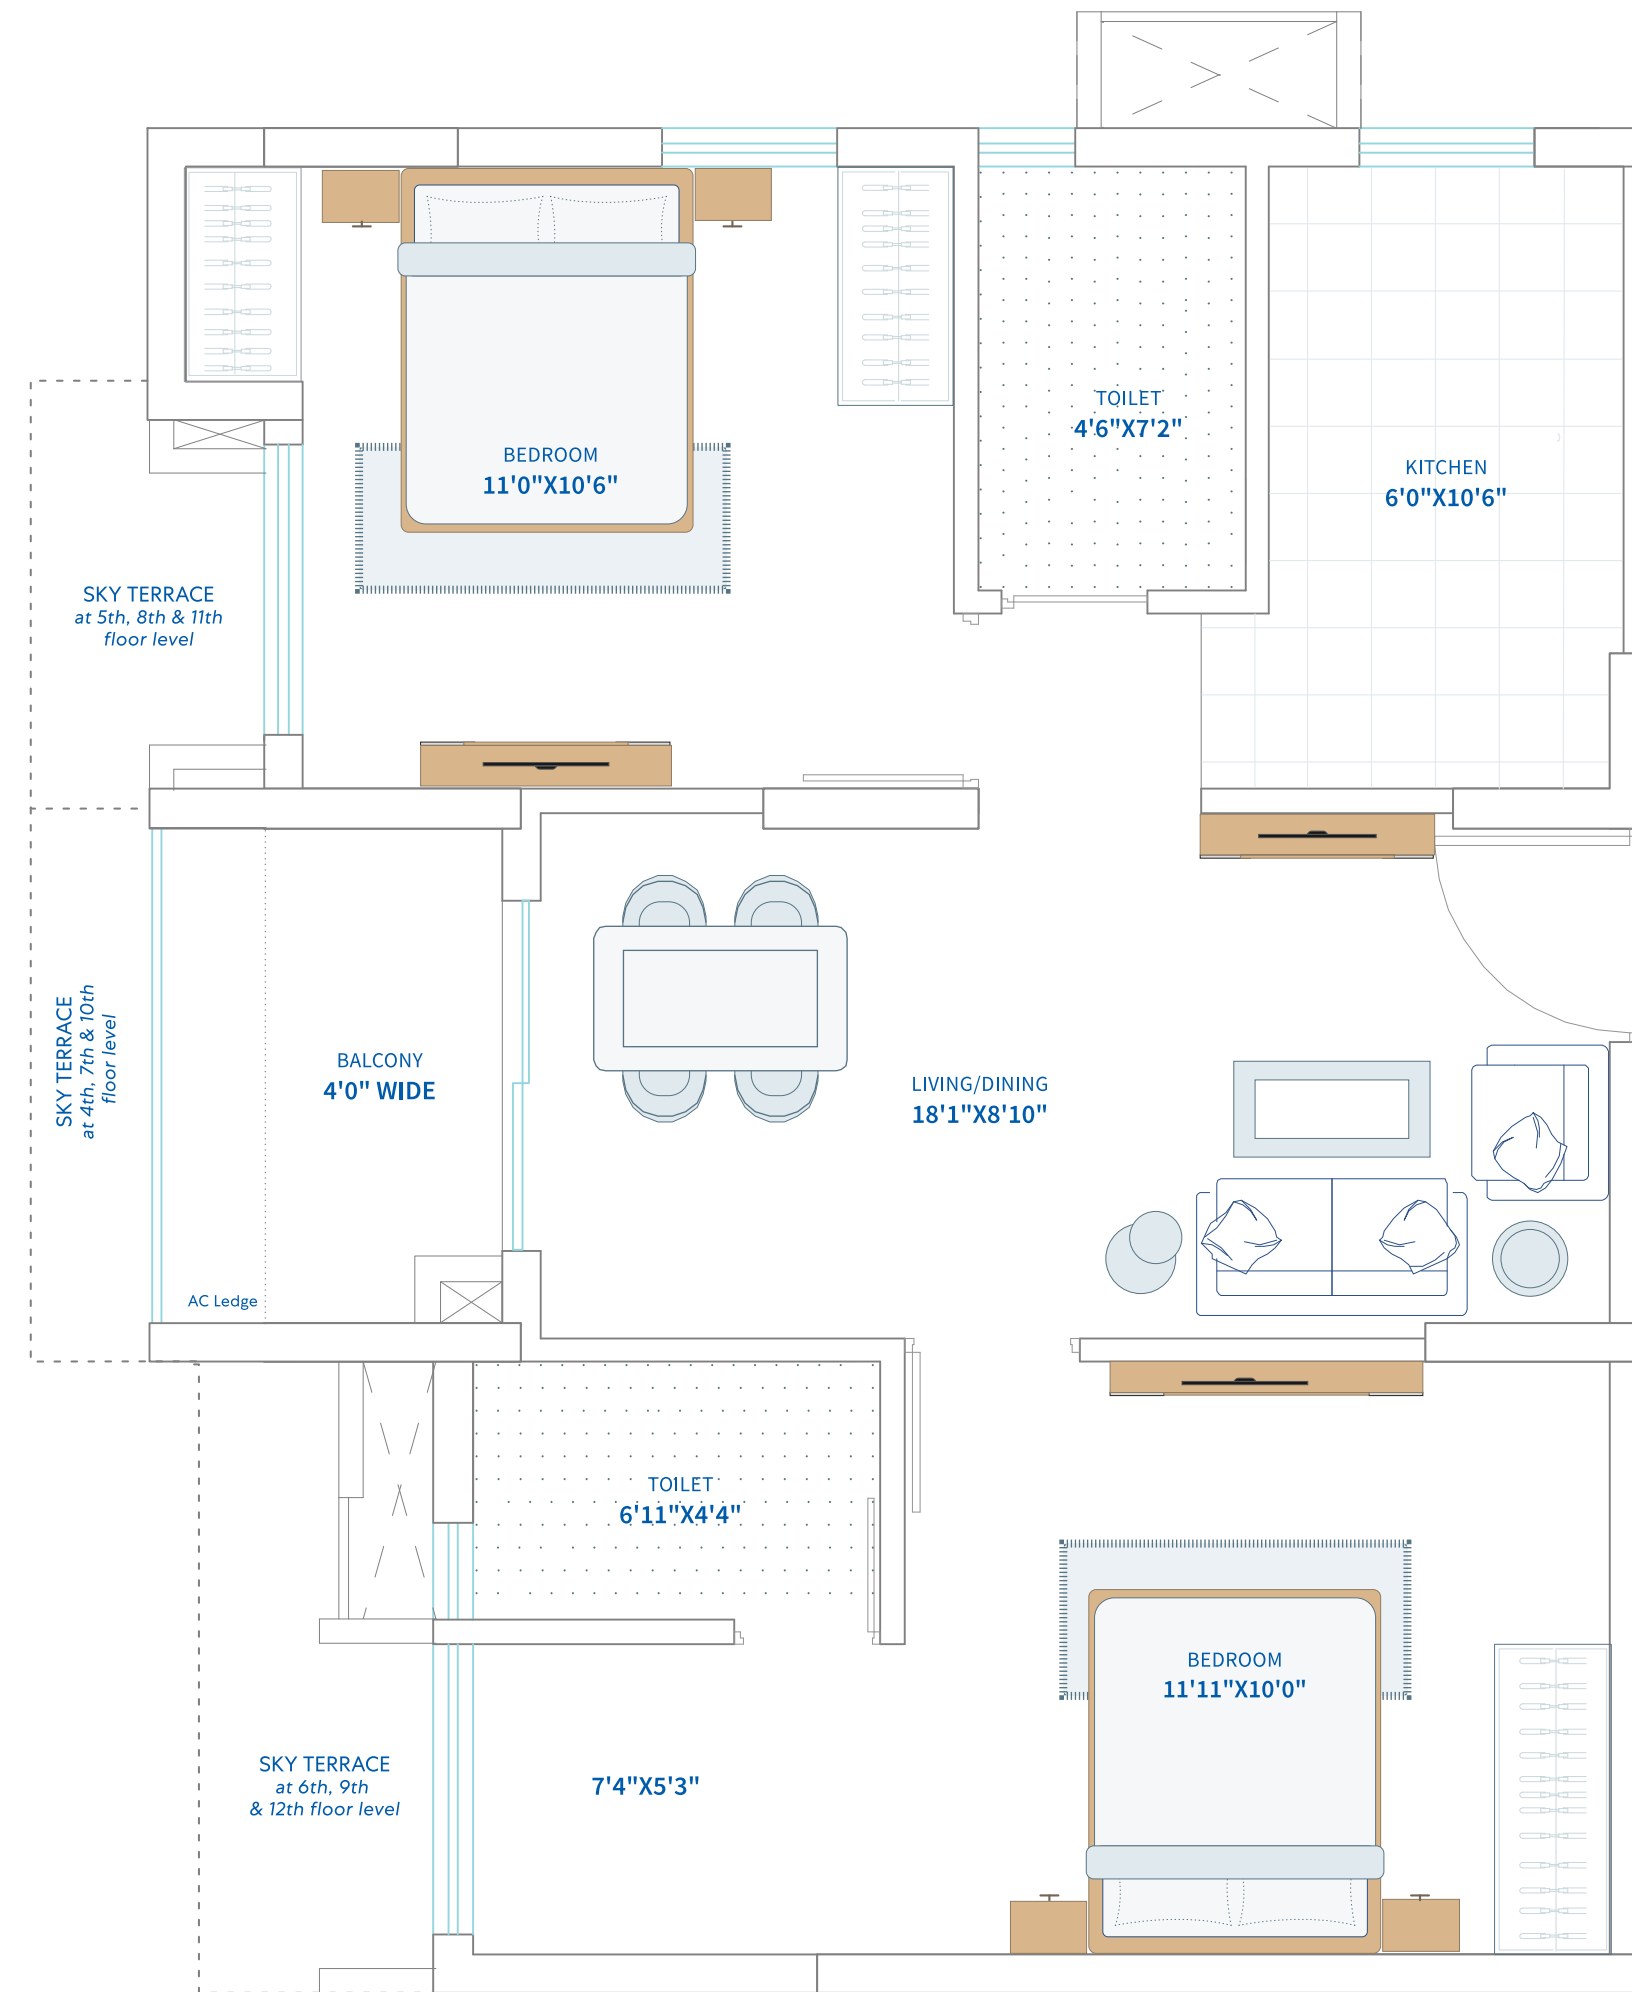 TOILET
4'6"X7'2"
BEDROOM
11'0"X10'6"
KITCHEN
6'0"X10'6"
SKY TERRACE
at 5th, 8th & 11th
floor level
SKY TERRACE
at 4th, 7th & 10th
floor level
BALCONY
4'0" WIDE
LIVING/DINING
18'1"X8'10"
AC Ledge
TOILET
6'11"X4'4"
BEDROOM
11'11"X10'0"
SKY TERRACE
at 6th, 9th
& 12th floor level
7'4"X5'3"